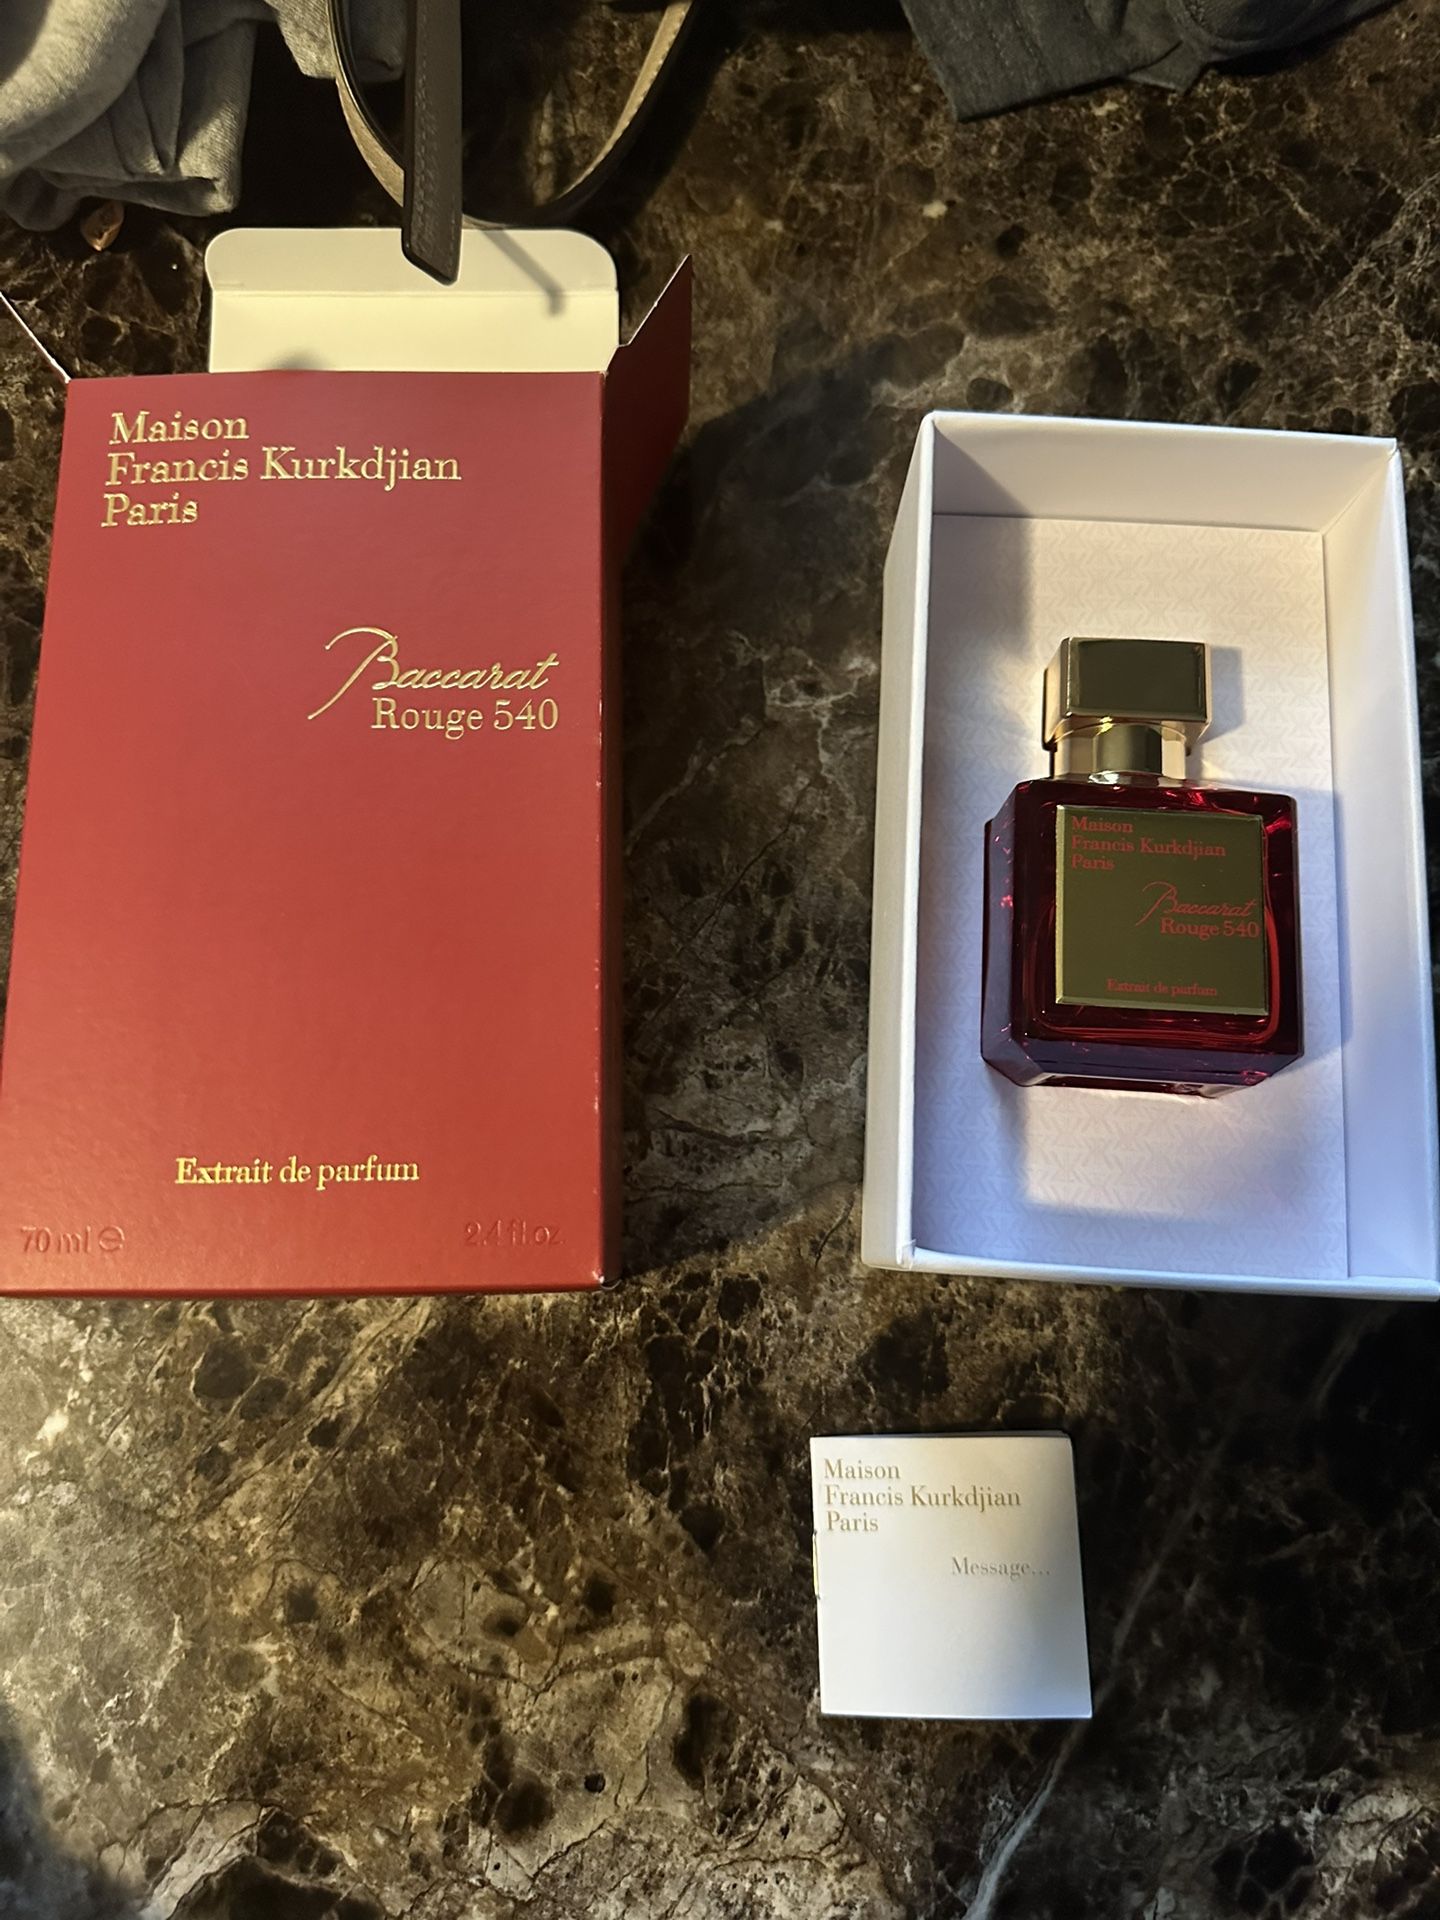 Maison
Francis Kurkdjian
Paris
Baccarat
Rouge 540
Extrait de parfum
70 ml ℮ 2.4 fl oz
Maison
Francis Kurkdjian
Paris
Baccarat
Rouge 540
Extrait de parfum
Maison
Francis Kurkdjian
Paris
Message...